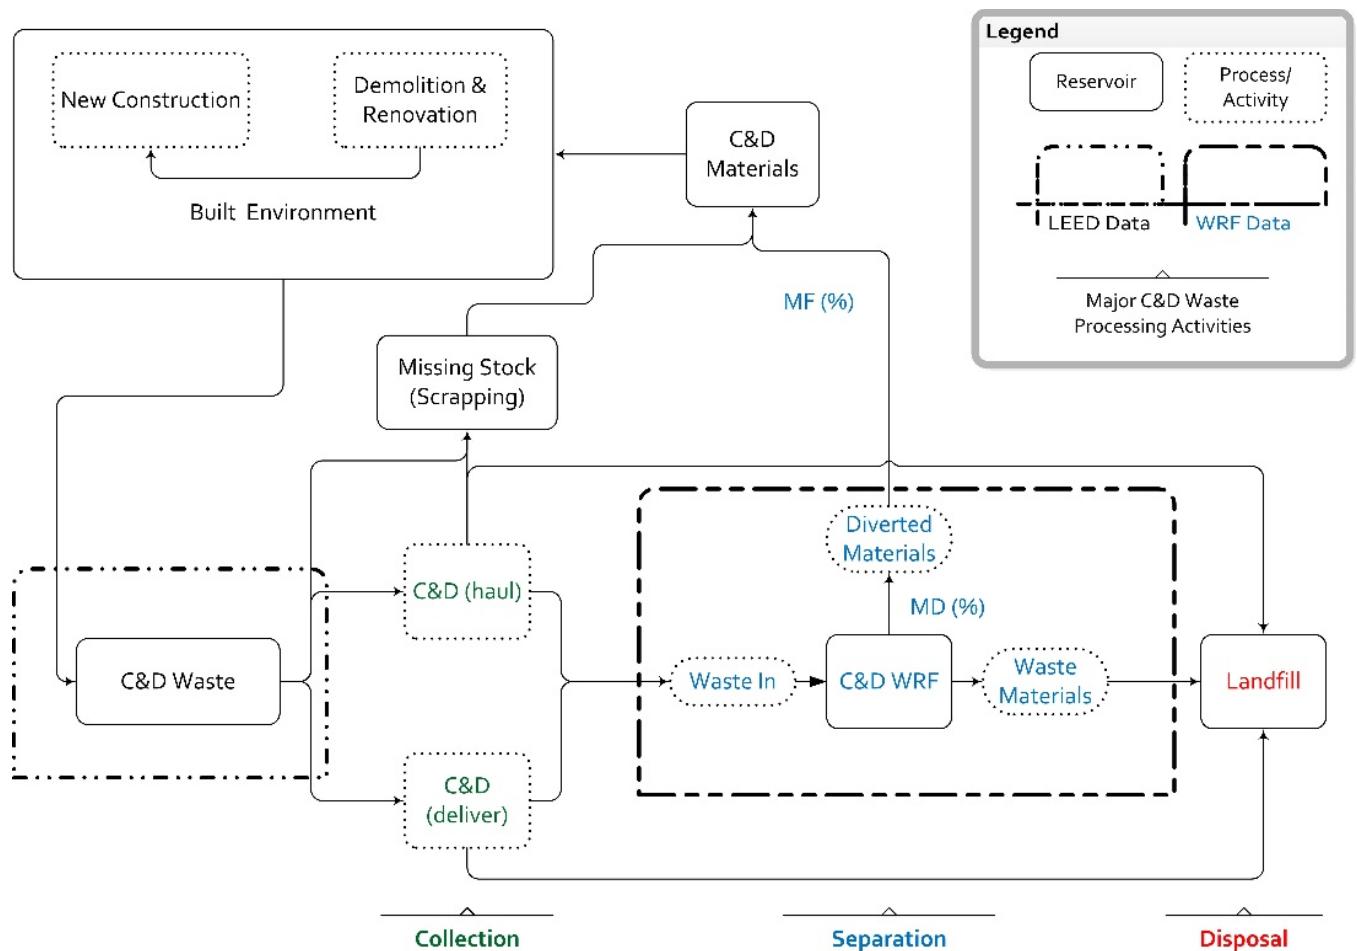 Legend
Reservoir
Process/
Activity
LEED Data
WRF Data
Major C&D Waste
Processing Activities
New Construction
Demolition &
Renovation
Built Environment
C&D
Materials
MF (%)
Missing Stock
(Scrapping)
Diverted
Materials
MD (%)
C&D (haul)
C&D Waste
Waste In
C&D WRF
Waste
Materials
Landfill
C&D
(deliver)
Collection
Separation
Disposal